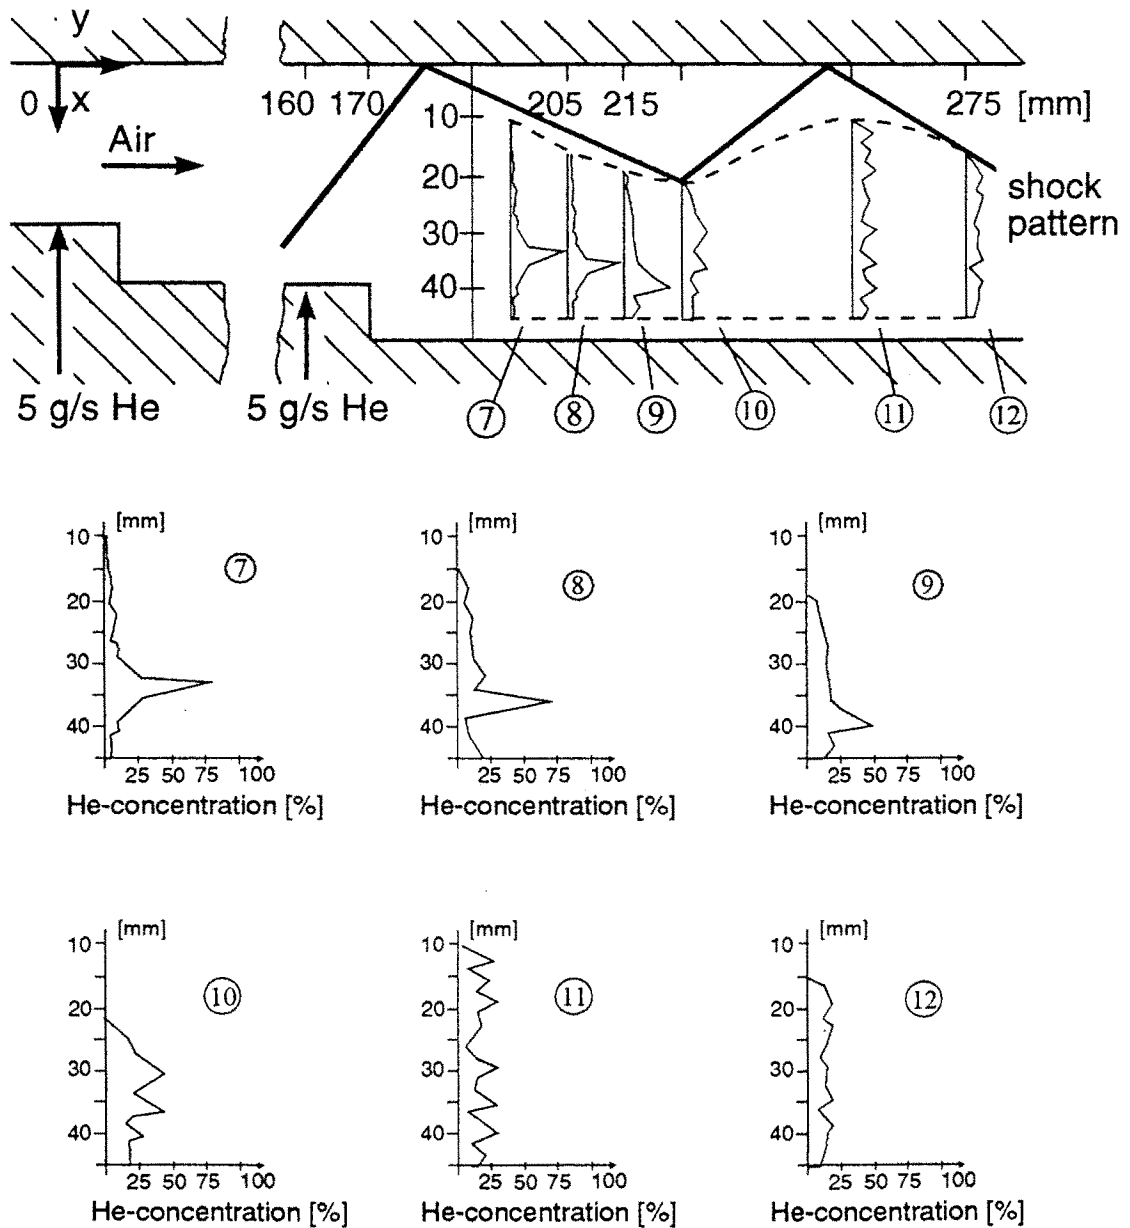 y
0 x 160 170 205 215 275 [mm]
10
Air
20
shock
pattern
30
40
5 g/s He 5 g/s He 7 8 9 10 11 12
[mm] [mm] [mm]
10 10 10
7 8 9
20 20 20
30 30 30
40 40 40
25 50 75 100 25 50 75 100 25 50 75 100
He-concentration [%] He-concentration [%] He-concentration [%]
[mm] [mm] [mm]
10 10 10
10 11 12
20 20 20
30 30 30
40 40 40
25 50 75 100 25 50 75 100 25 50 75 100
He-concentration [%] He-concentration [%] He-concentration [%]